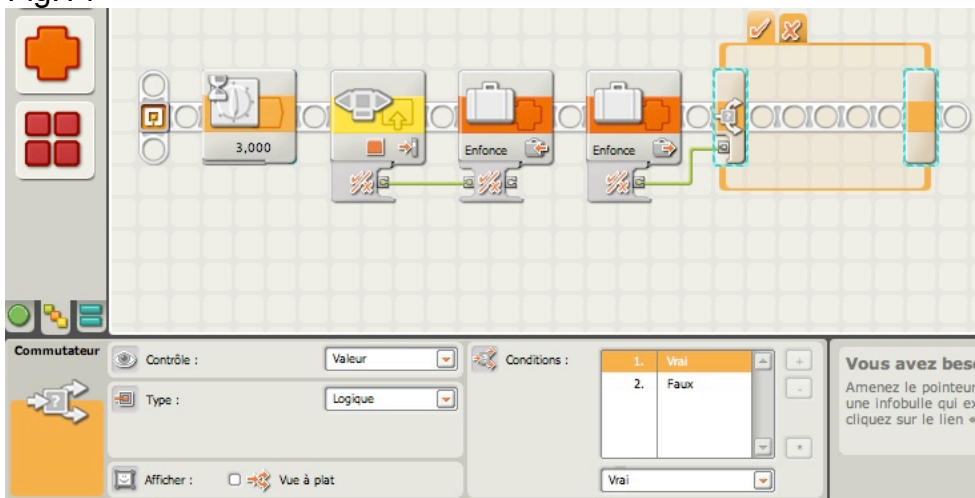 3,000
Enfonce
Enfonce
Commutateur
Contrôle :
Valeur
Conditions :
1. Vrai
2. Faux
Type :
Logique
Afficher :
Vue à plat
Vrai
Vous avez bes
Amenez le pointeur
une infobulle qui ex
cliquez sur le lien «